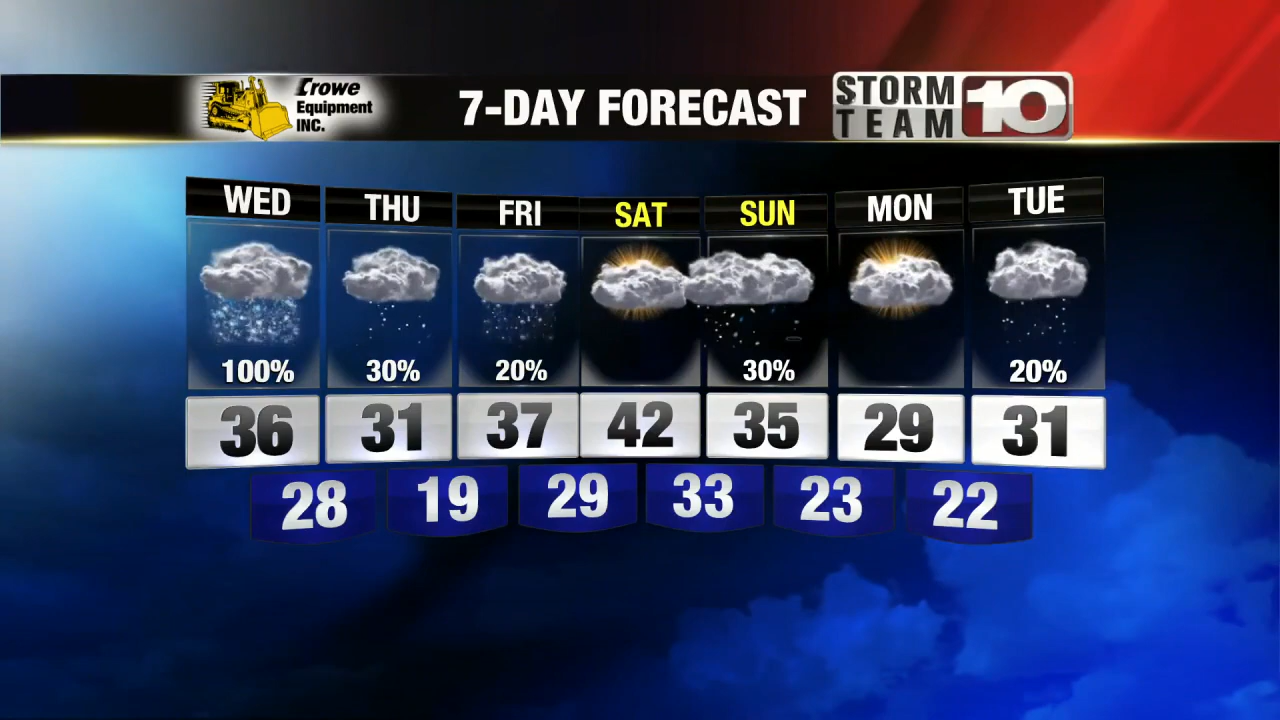 Crowe
Equipment
INC.
7-DAY FORECAST
STORM
TEAM
10
WED THU FRI SAT SUN MON TUE
100% 30% 20% 30% 20%
36 31 37 42 35 29 31
28 19 29 33 23 22